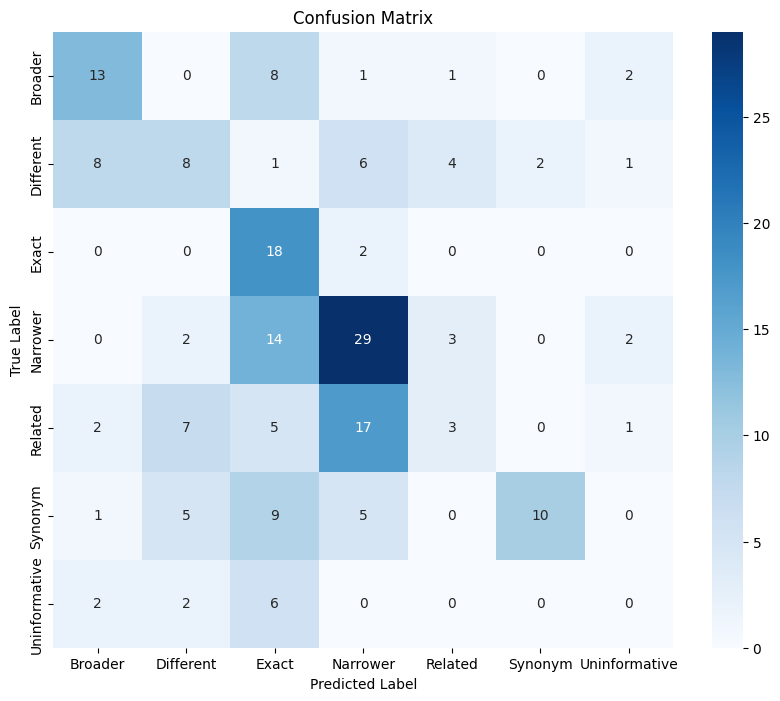 Confusion Matrix
Broader 13 0 8 1 1 0 2
Different 8 8 1 6 4 2 1
Exact 0 0 18 2 0 0 0
Narrower 0 2 14 29 3 0 2
Related 2 7 5 17 3 0 1
Synonym 1 5 9 5 0 10 0
Uninformative 2 2 6 0 0 0 0
Broader Different Exact Narrower Related Synonym Uninformative
Predicted Label
True Label
25
20
15
10
5
0